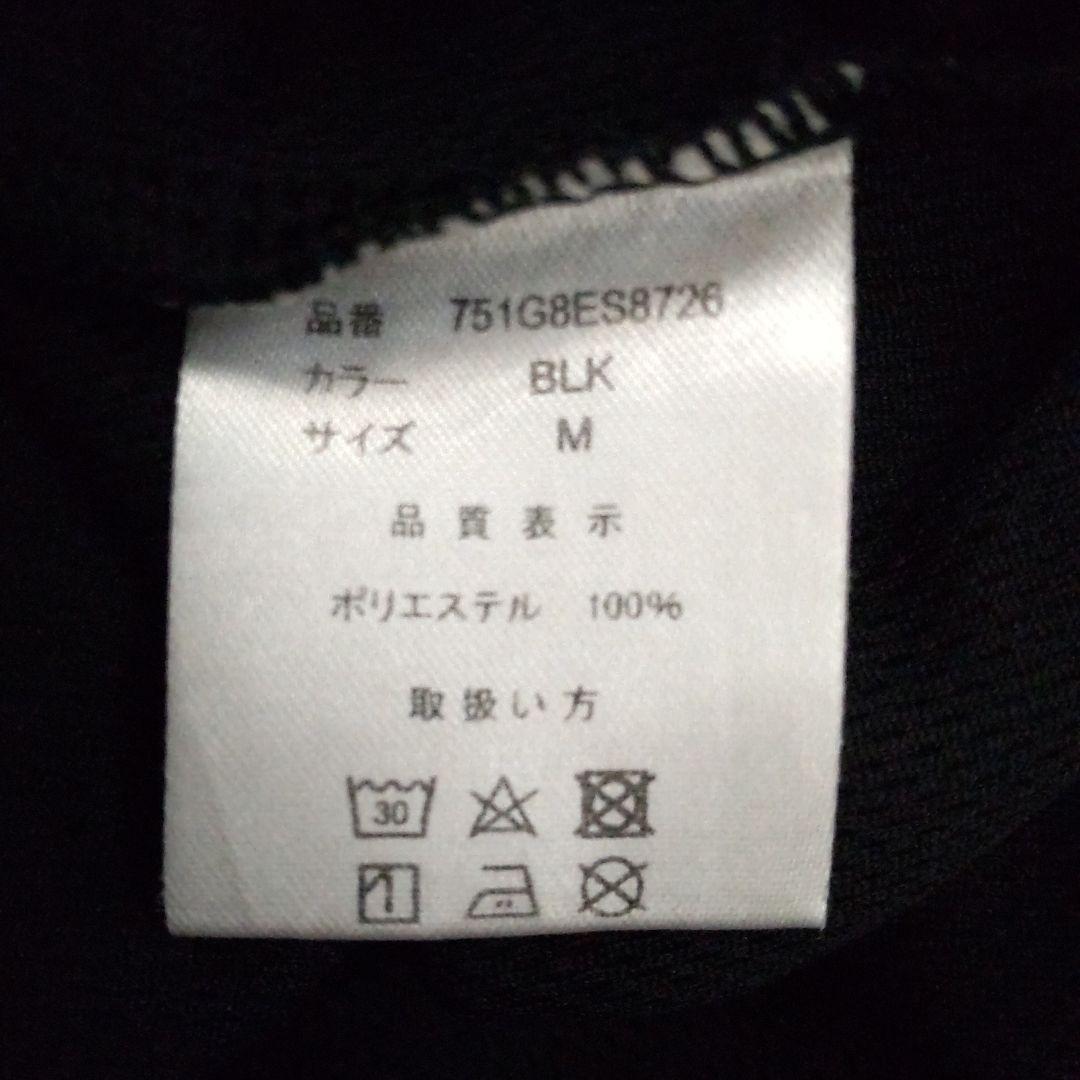 品番 751G8ES8726
カラー BLK
サイズ M
品質表示
ポリエステル 100%
取扱い方
30